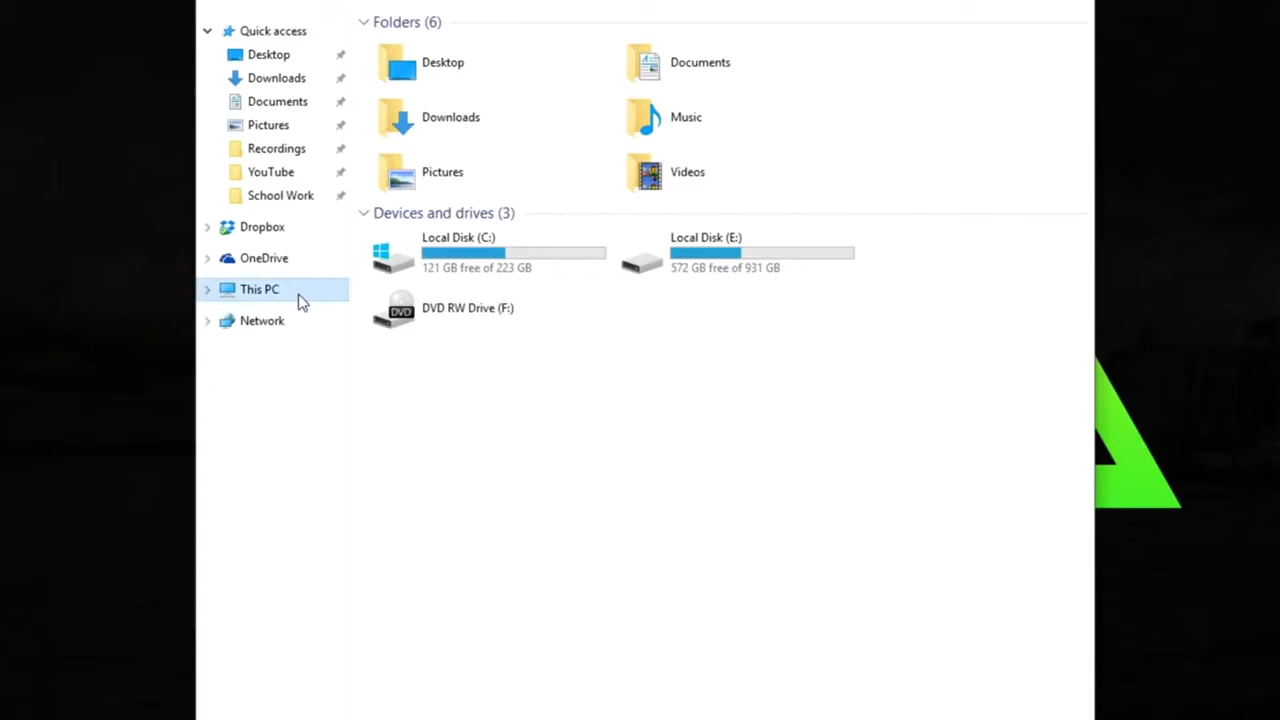 Quick access
Desktop
Downloads
Documents
Pictures
Recordings
YouTube
School Work
Dropbox
OneDrive
This PC
Network
Folders (6)
Desktop
Documents
Downloads
Music
Pictures
Videos
Devices and drives (3)
Local Disk (C:)
121 GB free of 223 GB
Local Disk (E:)
572 GB free of 931 GB
DVD
DVD RW Drive (F:)